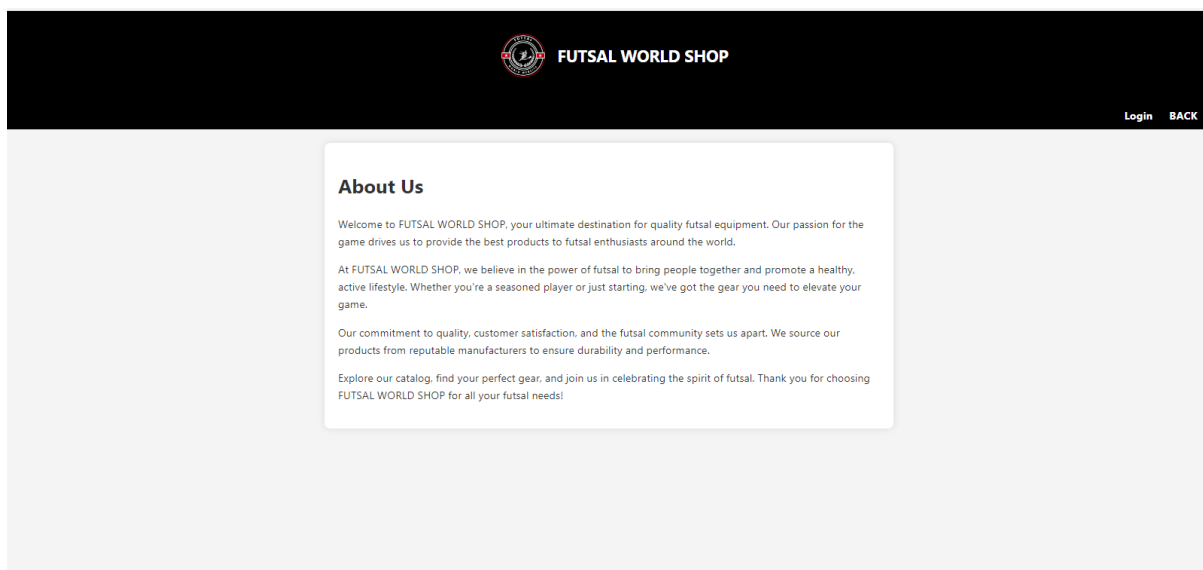 FUTSAL WORLD SHOP
Login BACK
About Us
Welcome to FUTSAL WORLD SHOP, your ultimate destination for quality futsal equipment. Our passion for the
game drives us to provide the best products to futsal enthusiasts around the world.
At FUTSAL WORLD SHOP, we believe in the power of futsal to bring people together and promote a healthy,
active lifestyle. Whether you're a seasoned player or just starting, we've got the gear you need to elevate your
game.
Our commitment to quality, customer satisfaction, and the futsal community sets us apart. We source our
products from reputable manufacturers to ensure durability and performance.
Explore our catalog, find your perfect gear, and join us in celebrating the spirit of futsal. Thank you for choosing
FUTSAL WORLD SHOP for all your futsal needs!